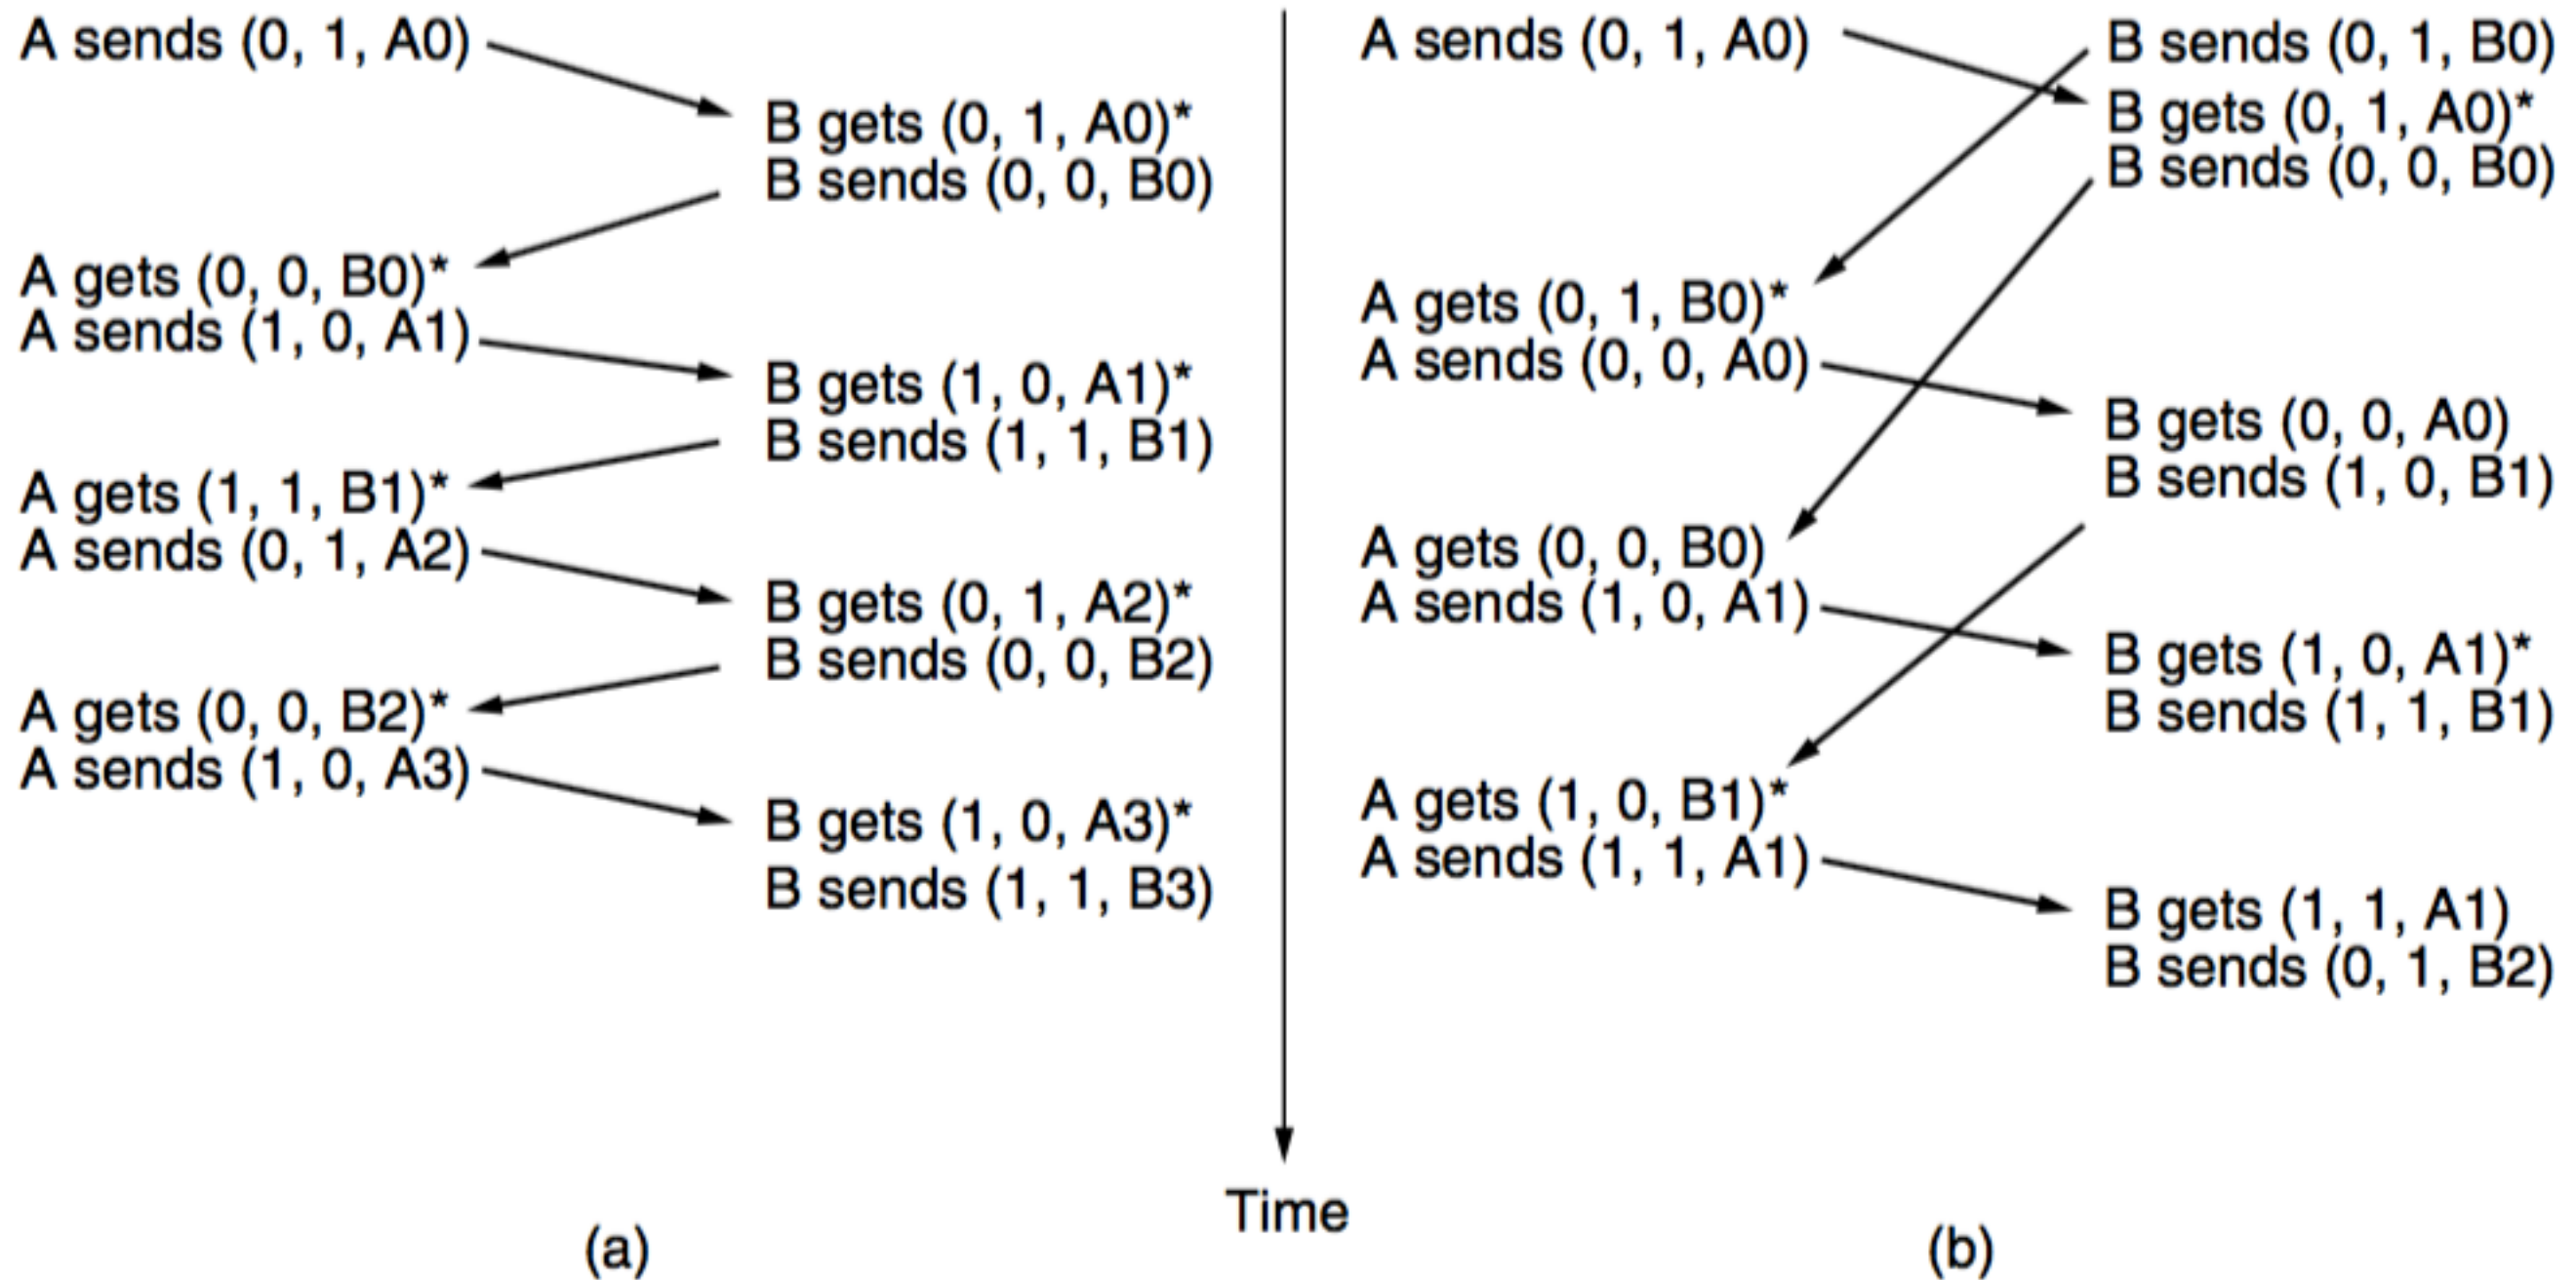 A sends (0, 1, A0)
B gets (0, 1, A0)*
B sends (0, 0, B0)
A gets (0, 0, B0)*
A sends (1, 0, A1)
B gets (1, 0, A1)*
B sends (1, 1, B1)
A gets (1, 1, B1)*
A sends (0, 1, A2)
B gets (0, 1, A2)*
B sends (0, 0, B2)
A gets (0, 0, B2)*
A sends (1, 0, A3)
B gets (1, 0, A3)*
B sends (1, 1, B3)
(a)
Time
A sends (0, 1, A0)
B sends (0, 1, B0)
B gets (0, 1, A0)*
B sends (0, 0, B0)
A gets (0, 1, B0)*
A sends (0, 0, A0)
B gets (0, 0, A0)
B sends (1, 0, B1)
A gets (0, 0, B0)
A sends (1, 0, A1)
B gets (1, 0, A1)*
B sends (1, 1, B1)
A gets (1, 0, B1)*
A sends (1, 1, A1)
B gets (1, 1, A1)
B sends (0, 1, B2)
(b)